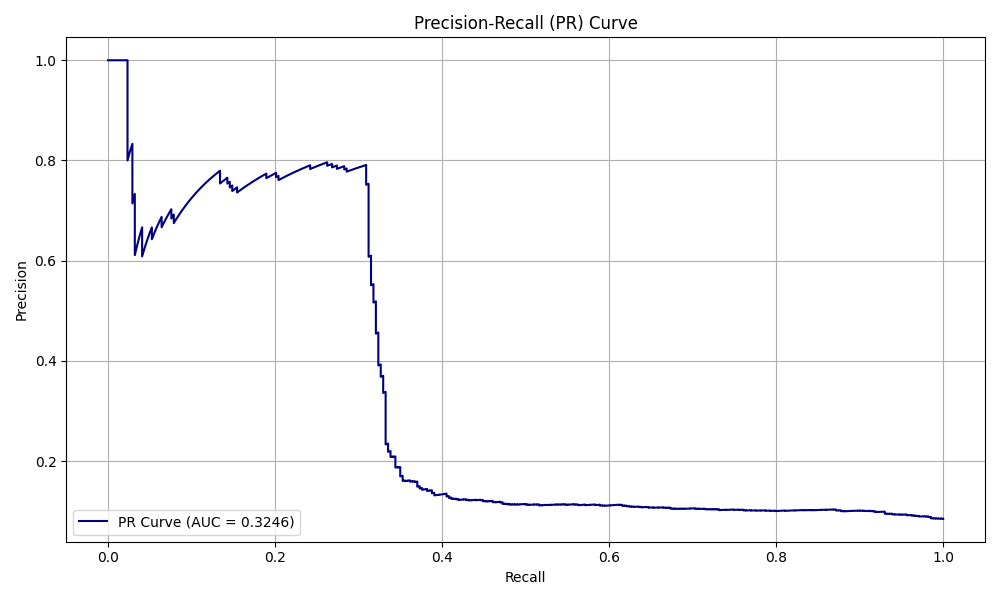 Precision-Recall (PR) Curve
Precision
1.0
0.8
0.6
0.4
0.2
PR Curve (AUC = 0.3246)
0.0 0.2 0.4 0.6 0.8 1.0
Recall